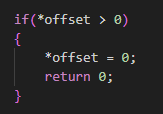 if(*offset > 0)
{
    *offset = 0;
    return 0;
}